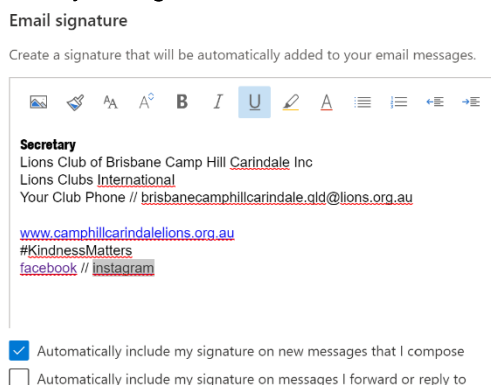 Email signature
Create a signature that will be automatically added to your email messages.
AA A B I U A
Secretary
Lions Club of Brisbane Camp Hill Carindale Inc
Lions Clubs International
Your Club Phone // brisbanecamphillcarindale.qld@lions.org.au
www.camphillcarindalelions.org.au
#KindnessMatters
facebook // instagram
Automatically include my signature on new messages that I compose
Automatically include my signature on messages I forward or reply to